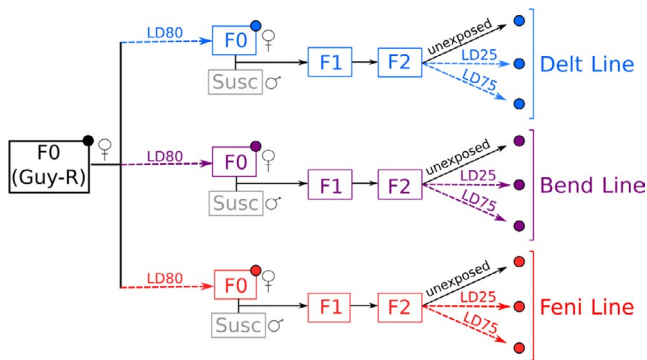 LD80
F0
♀
Susc ♂
F1
F2
unexposed
LD25
LD75
Delt Line
F0
(Guy-R)
♀
LD80
F0
♀
Susc ♂
F1
F2
unexposed
LD25
LD75
Bend Line
LD80
F0
♀
Susc ♂
F1
F2
unexposed
LD25
LD75
Feni Line